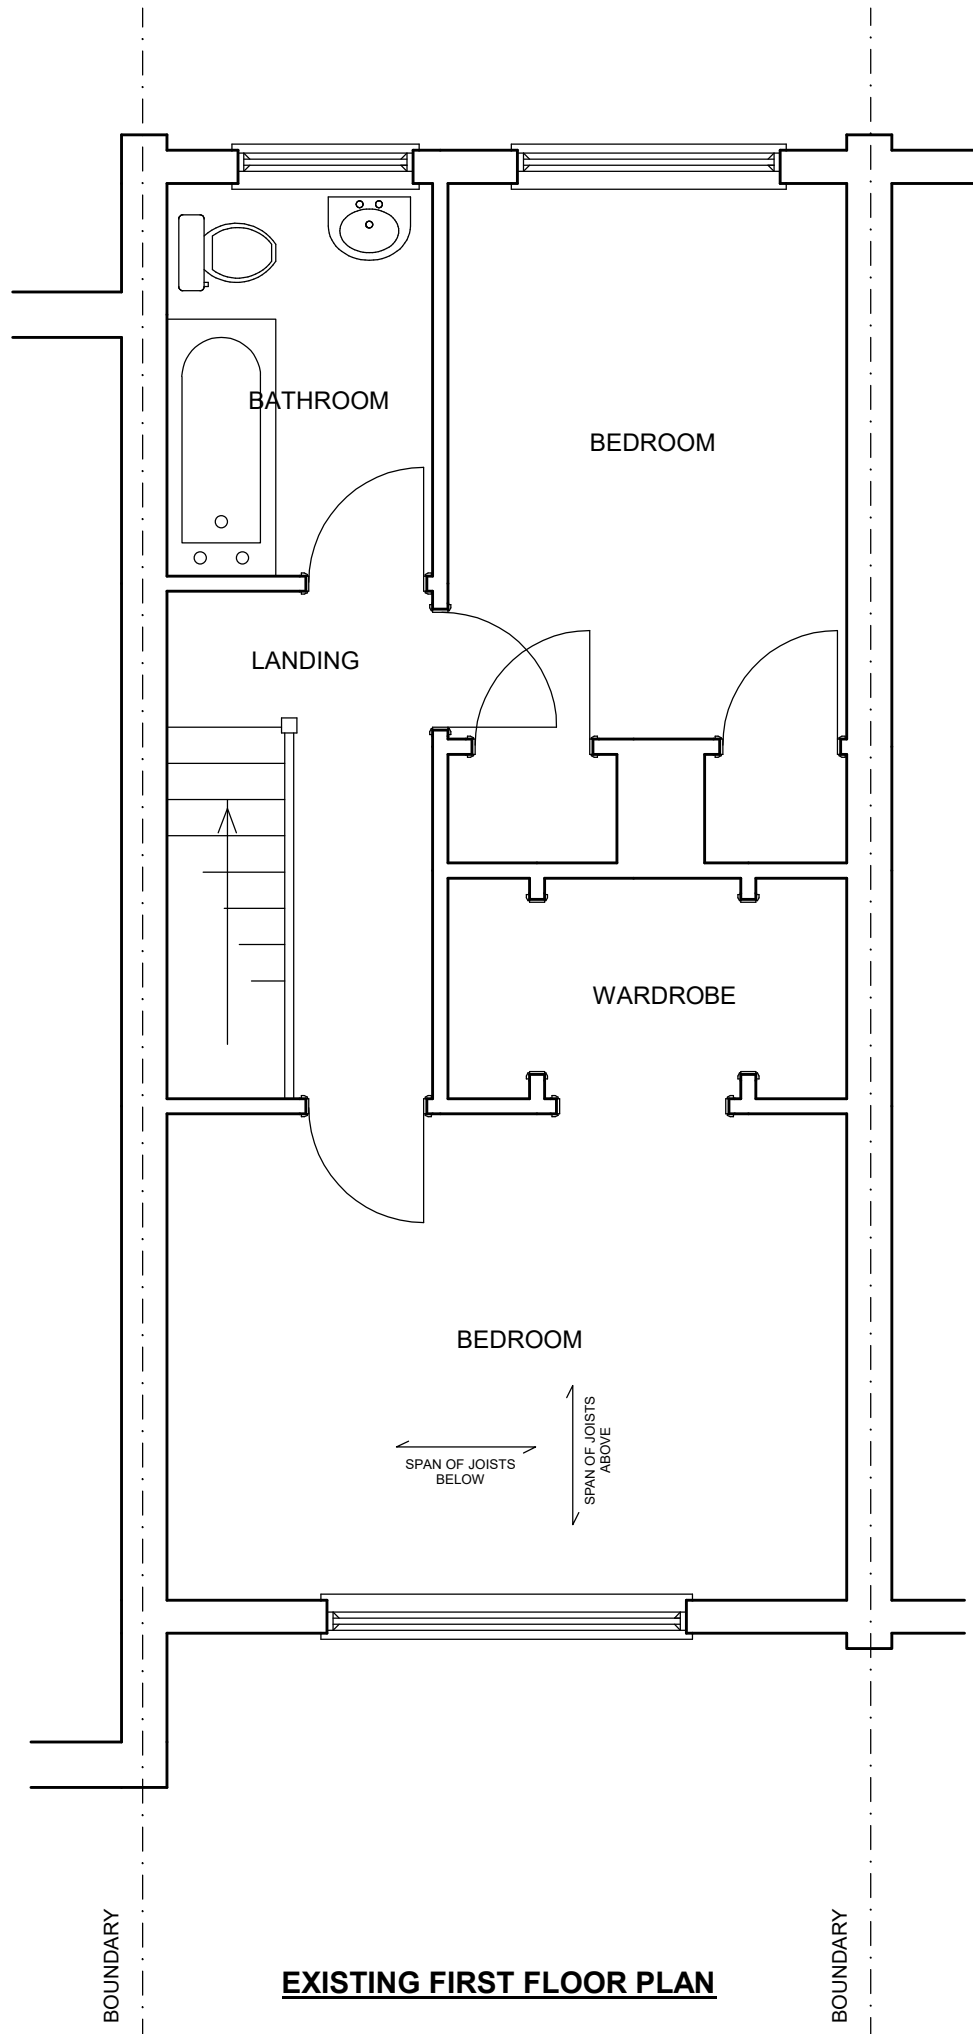 BATHROOM
BEDROOM
LANDING
WARDROBE
BEDROOM
SPAN OF JOISTS
BELOW
SPAN OF JOISTS
ABOVE
BOUNDARY
BOUNDARY
EXISTING FIRST FLOOR PLAN